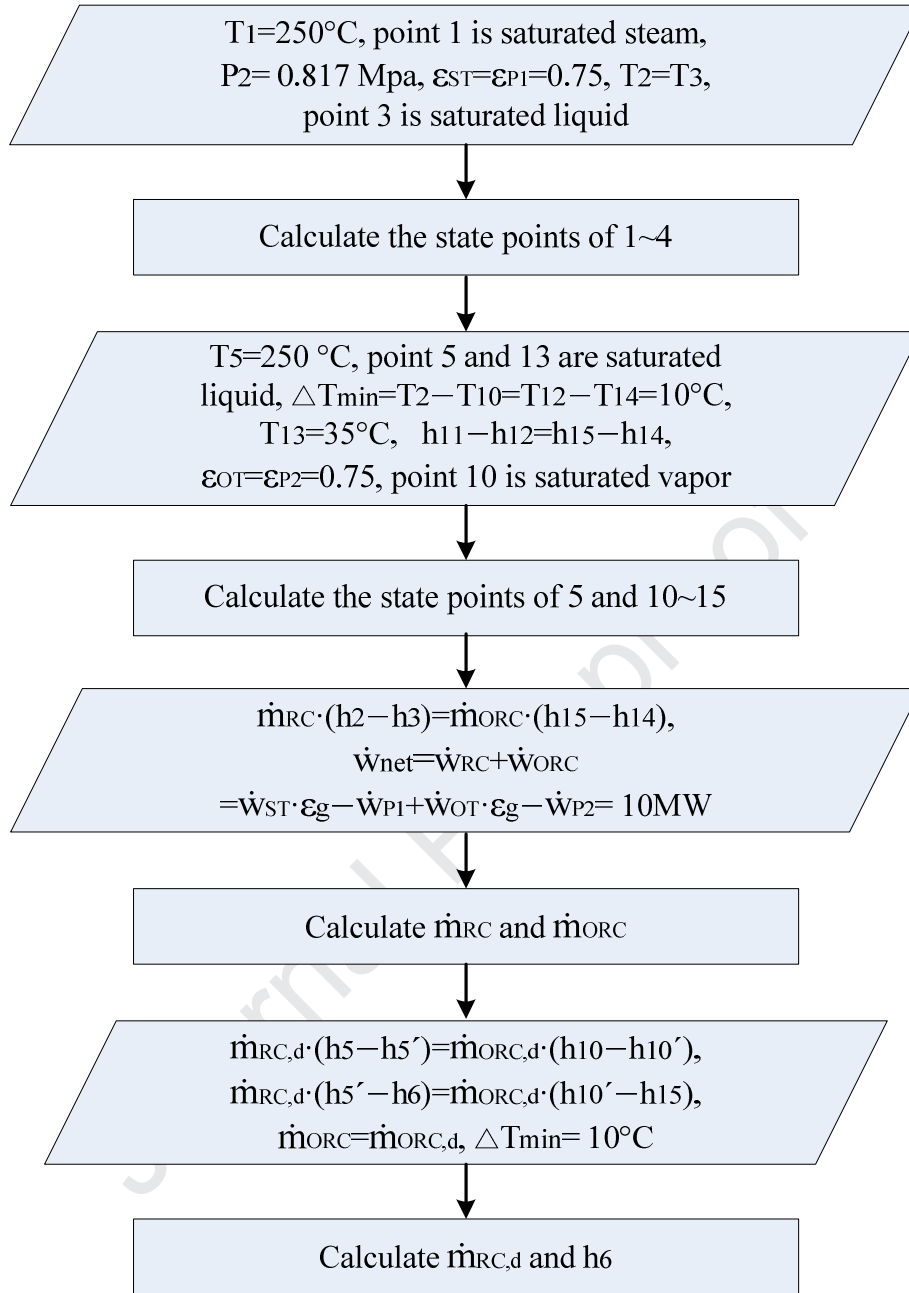 T1=250°C, point 1 is saturated steam,
P2= 0.817 Mpa, εST=εP1=0.75, T2=T3,
point 3 is saturated liquid
Calculate the state points of 1~4
T5=250 °C, point 5 and 13 are saturated
liquid, △Tmin=T2−T10=T12−T14=10°C,
T13=35°C, h11−h12=h15−h14,
εOT=εP2=0.75, point 10 is saturated vapor
Calculate the state points of 5 and 10~15
ṁRC·(h2−h3)=ṁORC·(h15−h14),
ẇnet=ẇRC+ẇORC
=ẇST·εg−ẇP1+ẇOT·εg−ẇP2= 10MW
Calculate ṁRC and ṁORC
ṁRC,d·(h5−h5′)=ṁORC,d·(h10−h10′),
ṁRC,d·(h5′−h6)=ṁORC,d·(h10′−h15),
ṁORC=ṁORC,d, △Tmin= 10°C
Calculate ṁRC,d and h6